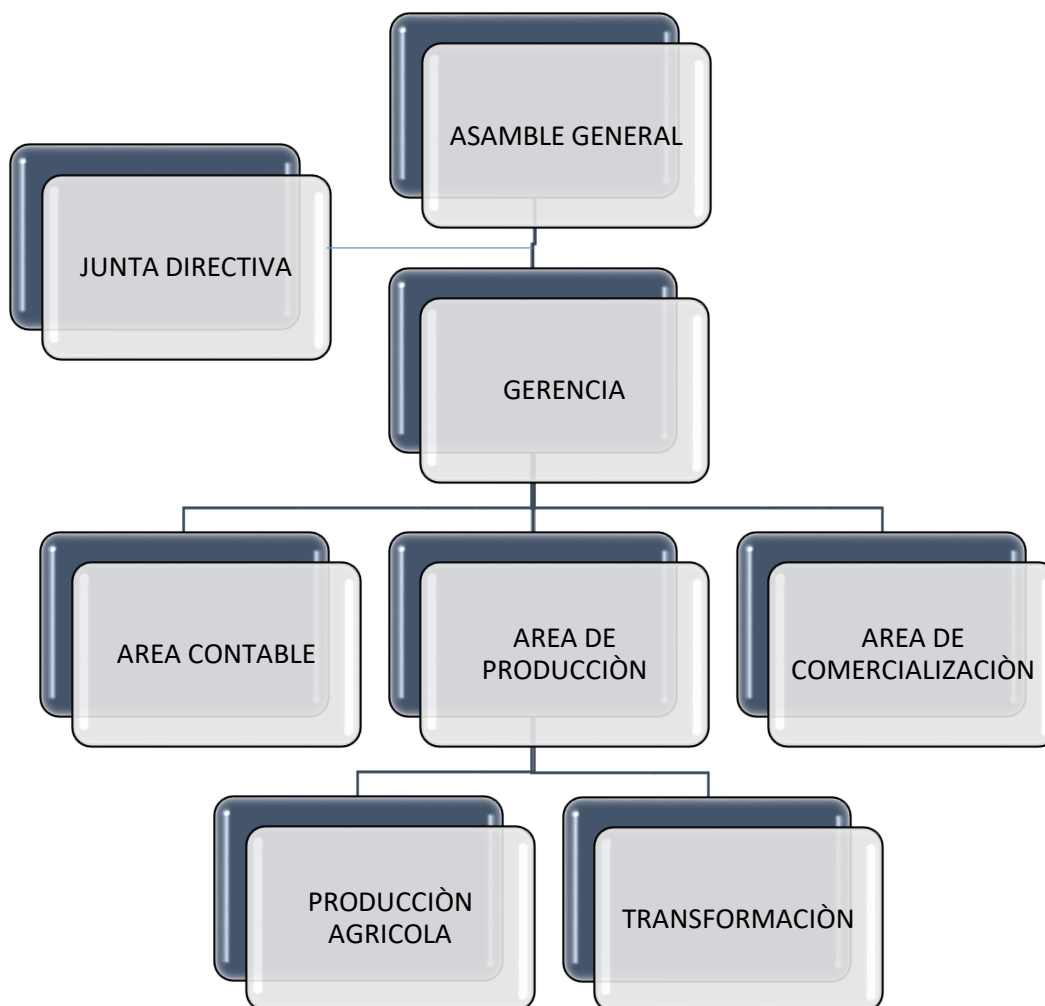 ASAMBLE GENERAL
JUNTA DIRECTIVA
GERENCIA
AREA CONTABLE
AREA DE
PRODUCCIÒN
AREA DE
COMERCIALIZACIÒN
PRODUCCIÒN
AGRICOLA
TRANSFORMACIÒN